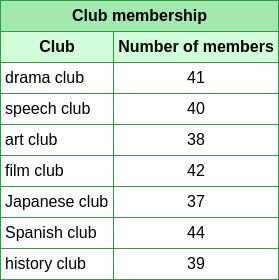 Club membership
Club Number of members
drama club 41
speech club 40
art club 38
film club 42
Japanese club 37
Spanish club 44
history club 39